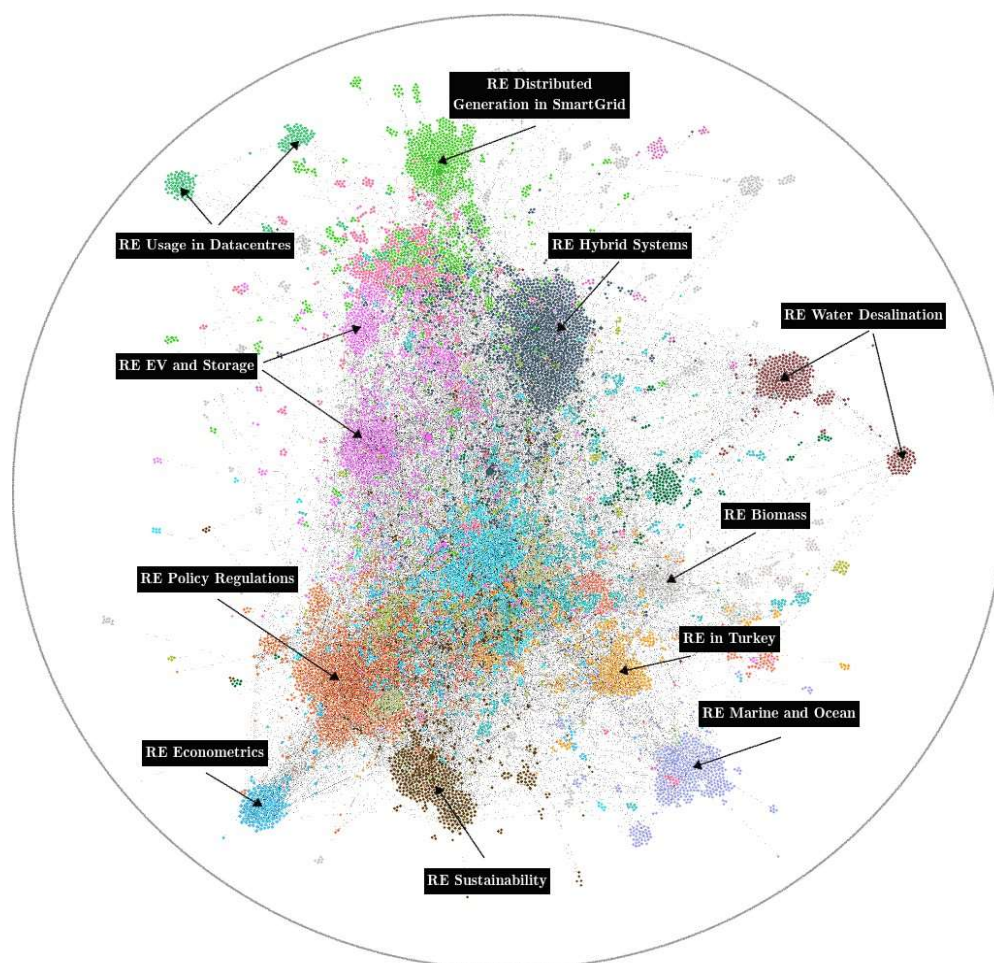 RE Distributed
Generation in SmartGrid
RE Usage in Datacentres
RE Hybrid Systems
RE Water Desalination
RE EV and Storage
RE Biomass
RE Policy Regulations
RE in Turkey
RE Marine and Ocean
RE Econometrics
RE Sustainability